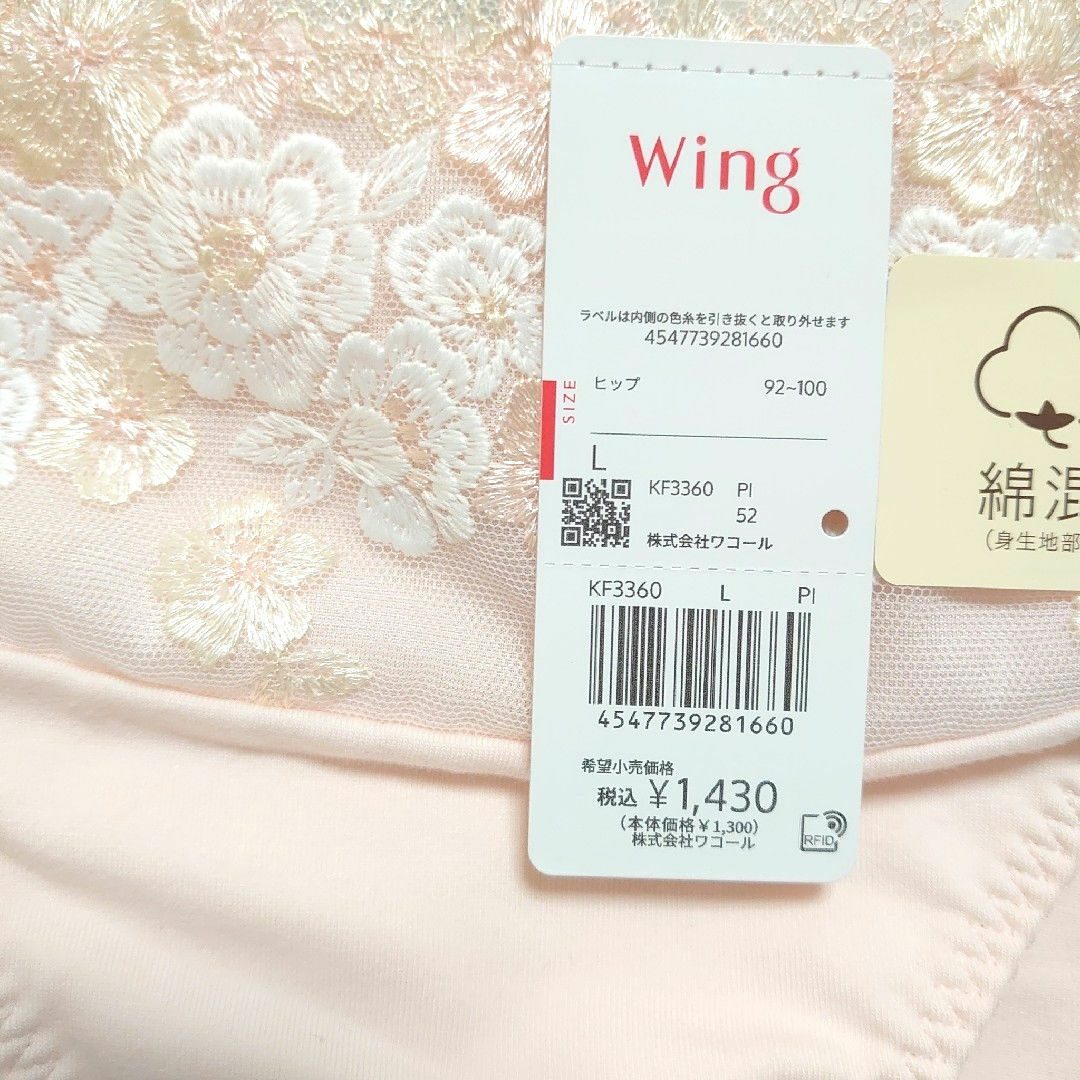 Wing
ラベルは内側の色糸を引き抜くと取り外せます
4547739281660
SIZE
ヒップ 92~100
L
KF3360 PI
52
株式会社ワコール
KF3360 L PI
4547739281660
希望小売価格
税込 ¥1,430
(本体価格¥1,300)
株式会社ワコール
RFID
綿混
(身生地部